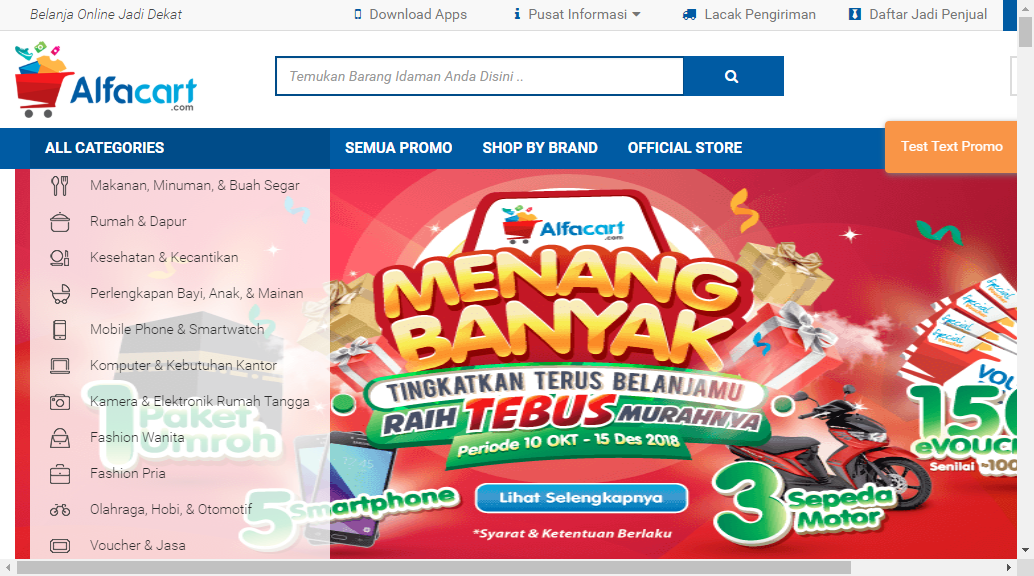 Belanja Online Jadi Dekat
Download Apps
Pusat Informasi
Lacak Pengiriman
Daftar Jadi Penjual
Alfacart
.com
Temukan Barang Idaman Anda Disini ..
ALL CATEGORIES
SEMUA PROMO
SHOP BY BRAND
OFFICIAL STORE
Test Text Promo
Makanan, Minuman, & Buah Segar
Rumah & Dapur
Kesehatan & Kecantikan
Perlengkapan Bayi, Anak, & Mainan
Mobile Phone & Smartwatch
Komputer & Kebutuhan Kantor
Kamera & Elektronik Rumah Tangga
Fashion Wanita
Fashion Pria
Olahraga, Hobi, & Otomotif
Voucher & Jasa
Alfacart
.com
MENANG
BANYAK
TINGKATKAN TERUS BELANJAMU
RAIH TEBUS MURAHNYA
Periode 10 OKT - 15 Des 2018
Lihat Selengkapnya
*Syarat & Ketentuan Berlaku
1 Paket
Umroh
5 Smartphone
3 Sepeda
Motor
Special
Voucher
Special
Special
VOU
150
eVOUC
Senilai